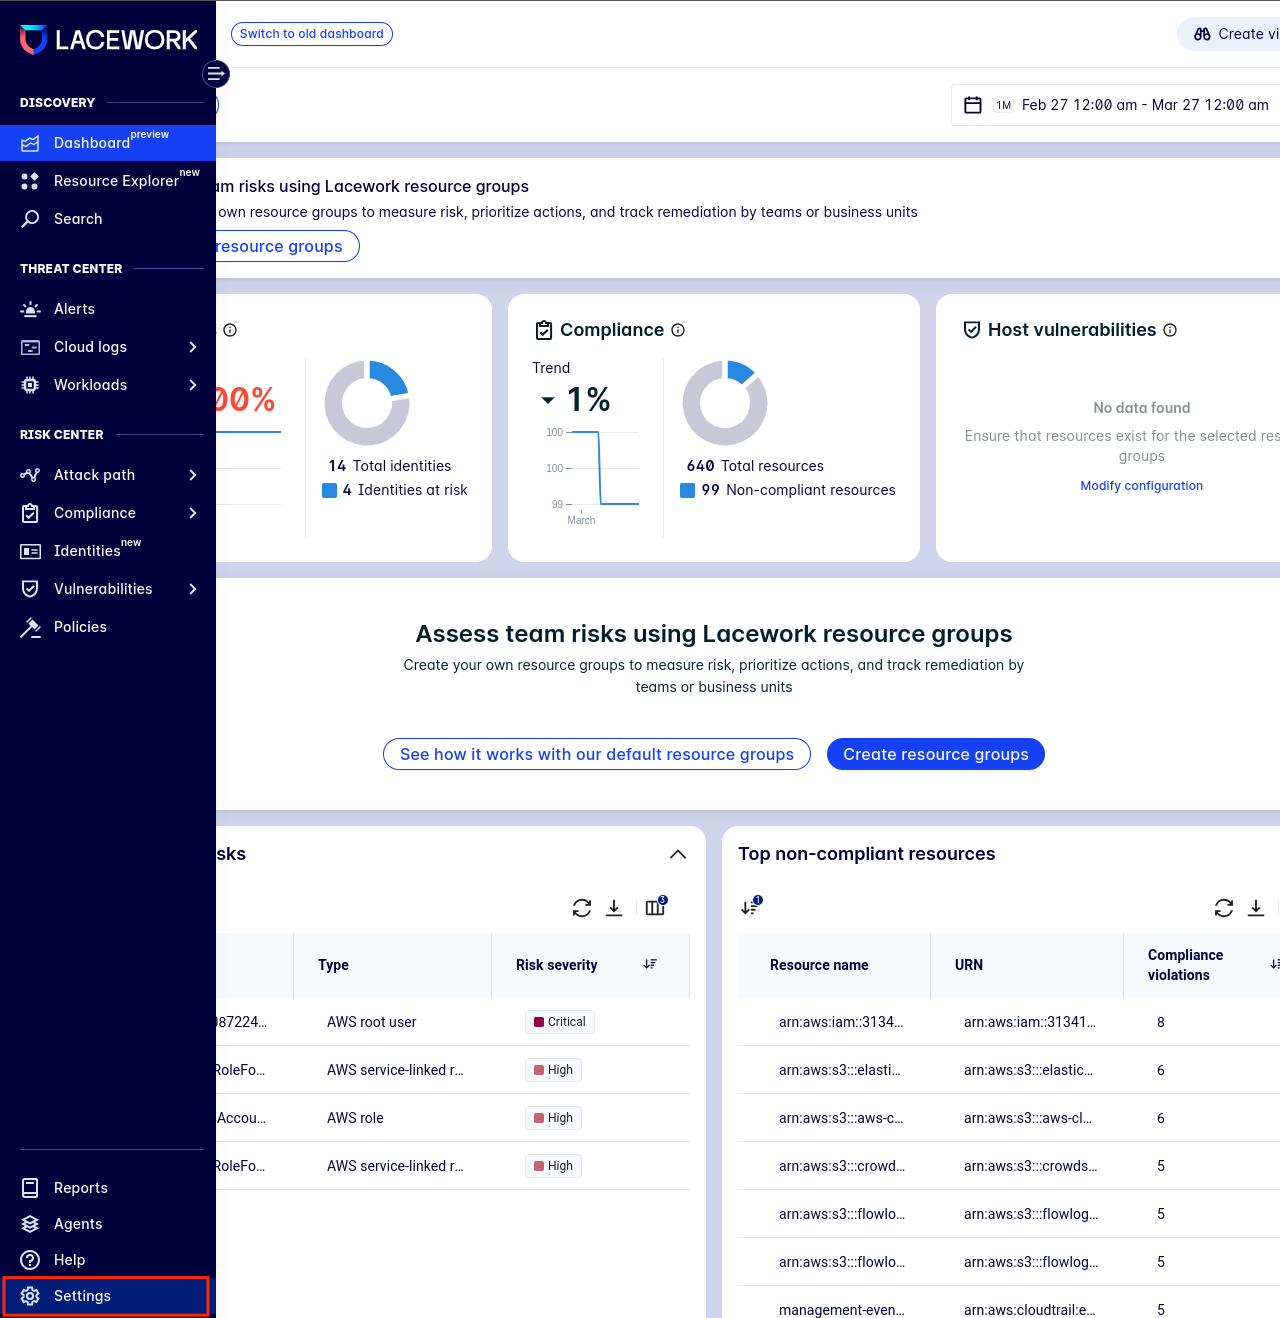 LACEWORK
DISCOVERY
Dashboard preview
Resource Explorer new
Search
THREAT CENTER
Alerts
Cloud logs
Workloads
RISK CENTER
Attack path
Compliance
Identities new
Vulnerabilities
Policies
Reports
Agents
Help
Settings
Switch to old dashboard
Create vi
1M Feb 27 12:00 am - Mar 27 12:00 am
am risks using Lacework resource groups
own resource groups to measure risk, prioritize actions, and track remediation by teams or business units
resource groups
00%
14 Total identities
4 Identities at risk
Compliance
Trend
1%
100
100
99
March
640 Total resources
99 Non-compliant resources
Host vulnerabilities
No data found
Ensure that resources exist for the selected res
groups
Modify configuration
Assess team risks using Lacework resource groups
Create your own resource groups to measure risk, prioritize actions, and track remediation by
teams or business units
See how it works with our default resource groups
Create resource groups
sks
3
Type Risk severity
087224... AWS root user Critical
RoleFo... AWS service-linked r... High
Accou... AWS role High
RoleFo... AWS service-linked r... High
Top non-compliant resources
1
Resource name URN Compliance violations
arn:aws:iam::3134... arn:aws:iam::31341... 8
arn:aws:s3:::elasti... arn:aws:s3:::elastic... 6
arn:aws:s3:::aws-c... arn:aws:s3:::aws-cl... 6
arn:aws:s3:::crowd... arn:aws:s3:::crowds... 5
arn:aws:s3:::flowlo... arn:aws:s3:::flowlog... 5
arn:aws:s3:::flowlo... arn:aws:s3:::flowlog... 5
management-even... arn:aws:cloudtrail:e... 5